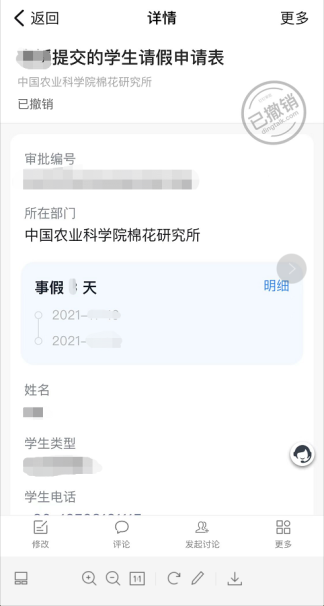 返回
详情
更多
提交的学生请假申请表
中国农业科学院棉花研究所
已撤销
已撤销
dingtalk.com
审批编号
所在部门
中国农业科学院棉花研究所
事假 天
明细
2021-
2021-
姓名
学生类型
学生电话
修改
评论
发起讨论
更多
1:1